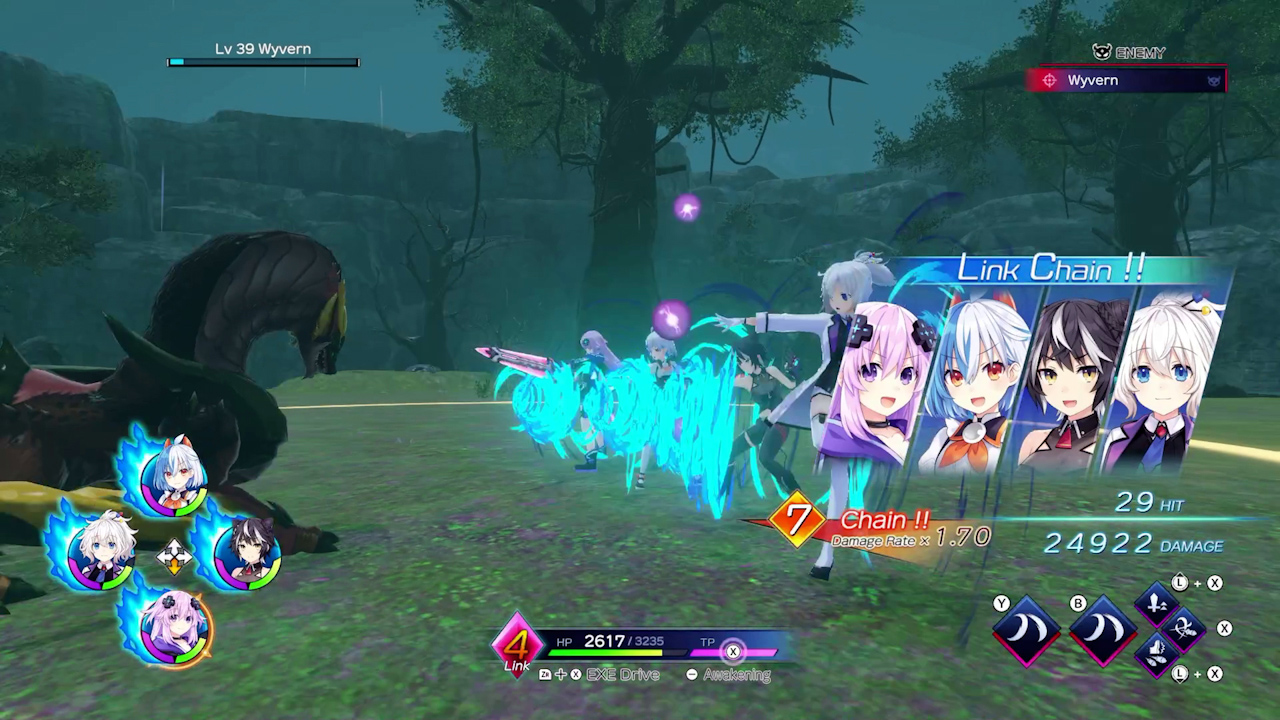 Lv 39 Wyvern
ENEMY
Wyvern
Link Chain !!
29 HIT
7 Chain !!
Damage Rate × 1.70
24922 DAMAGE
L + X
Y
B
X
L + X
4
Link
HP 2617/3235
TP
X
ZR + X EXE Drive
Awakening